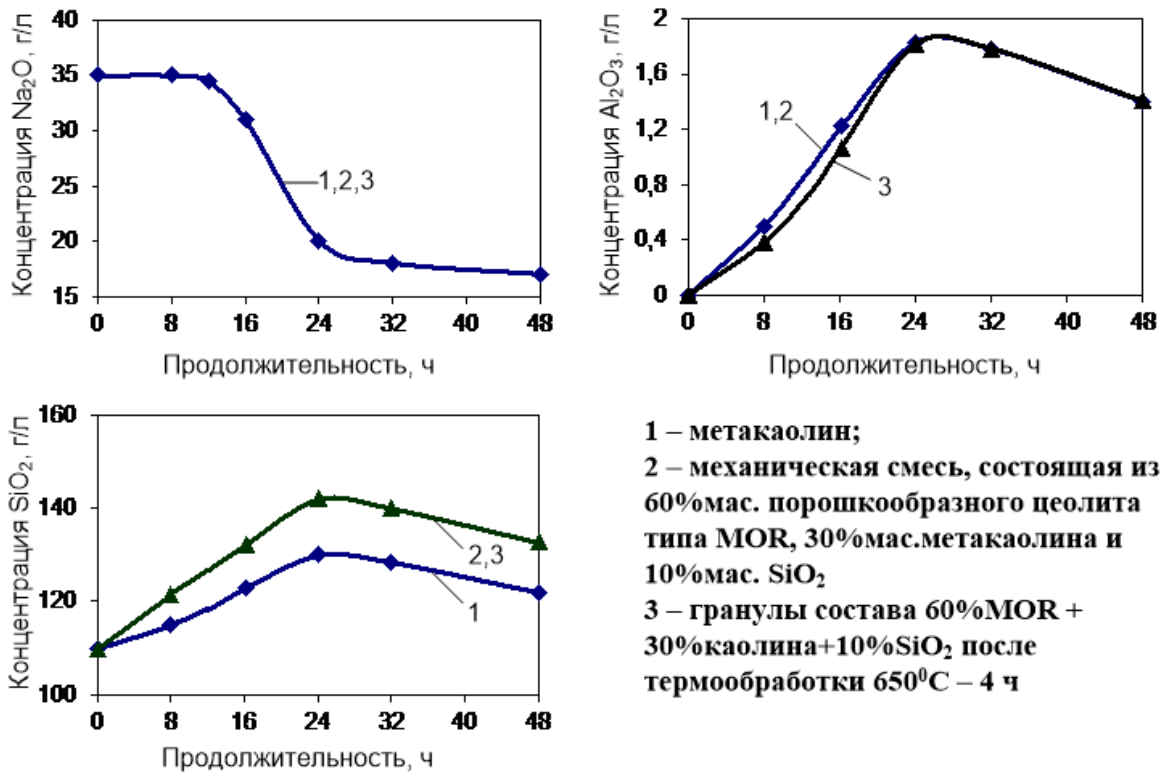 Концентрация Na₂O, г/л
40
35
30
25
20
15
1,2,3
0 8 16 24 32 40 48
Продолжительность, ч
Концентрация Al₂O₃, г/л
2
1,6
1,2
0,8
0,4
0
1,2
3
0 8 16 24 32 40 48
Продолжительность, ч
Концентрация SiO₂, г/л
160
140
120
100
2,3
1
0 8 16 24 32 40 48
Продолжительность, ч
1 – метакаолин;
2 – механическая смесь, состоящая из
60%мас. порошкообразного цеолита
типа MOR, 30%мас.метакаолина и
10%мас. SiO₂
3 – гранулы состава 60%MOR +
30%каолина+10%SiO₂ после
термообработки 650⁰С – 4 ч